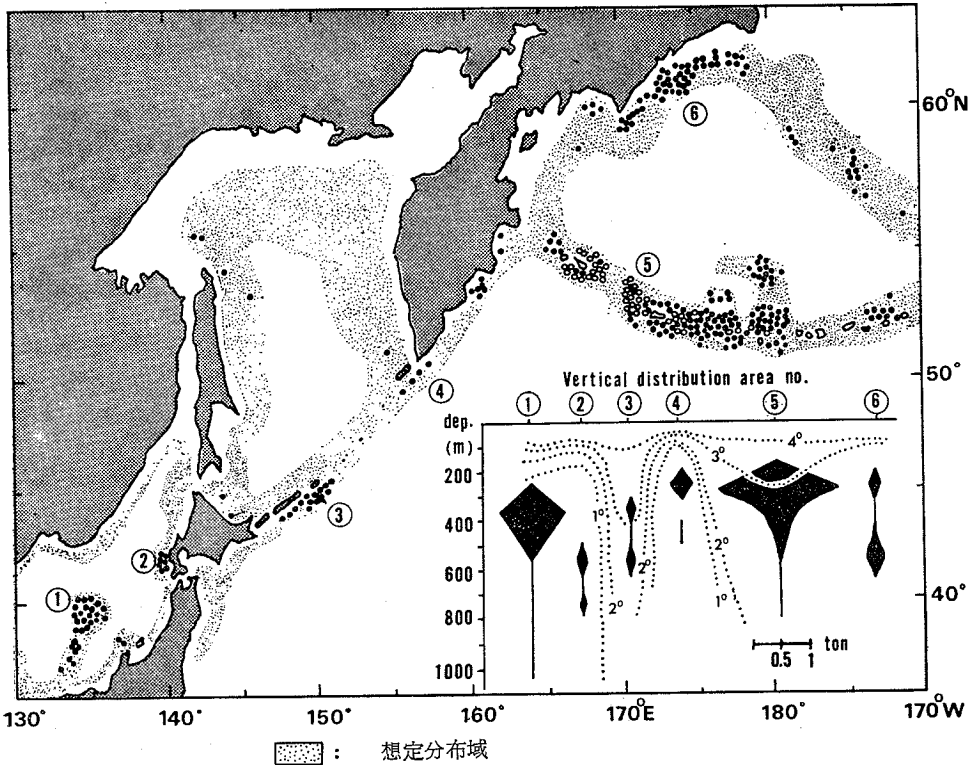 60°N
⑥
⑤
50°
④
③
②
①
40°
Vertical distribution area no.
① ② ③ ④ ⑤ ⑥
dep.
(m)
200
400
600
800
1000
4°
3°
1°
2°
2°
2°
1°
ton
0.5 1
130° 140° 150° 160° 170°E 180° 170°W
: 想定分布域